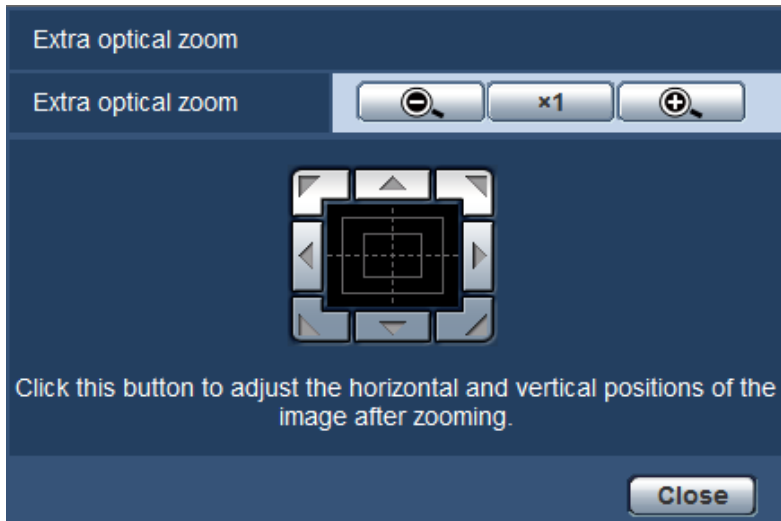 Extra optical zoom
Extra optical zoom
×1
Click this button to adjust the horizontal and vertical positions of the
image after zooming.
Close